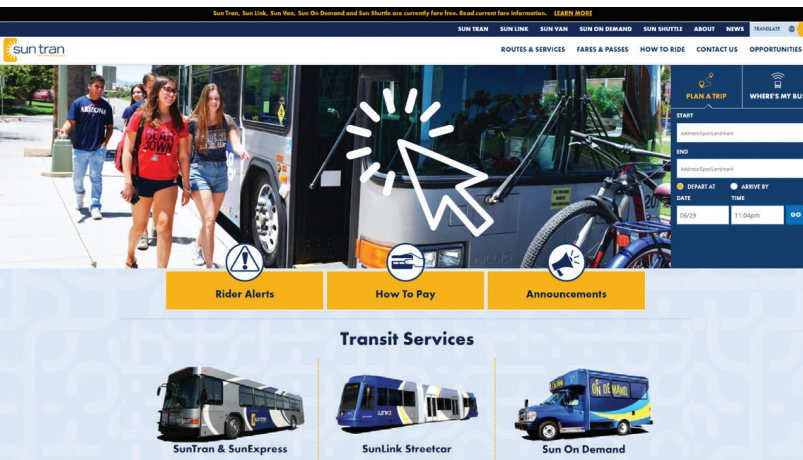 Sun Tran, Sun Link, Sun Van, Sun On Demand and Sun Shuttle are currently fare free. Read current fare information. LEARN MORE
SUN TRAN SUN LINK SUN VAN SUN ON DEMAND SUN SHUTTLE ABOUT NEWS TRANSLATE
sun tran
ROUTES & SERVICES FARES & PASSES HOW TO RIDE CONTACT US OPPORTUNITIES
PLAN A TRIP WHERE'S MY BUS
START
Address/Spot/Landmark
END
Address/Spot/Landmark
DEPART AT ARRIVE BY
DATE TIME
06/29 11:04pm GO
ARIZONA
BEAR
DOWN
GILLIG
Rider Alerts How To Pay Announcements
Transit Services
ON DEMAND
LINK
SunTran & SunExpress SunLink Streetcar Sun On Demand